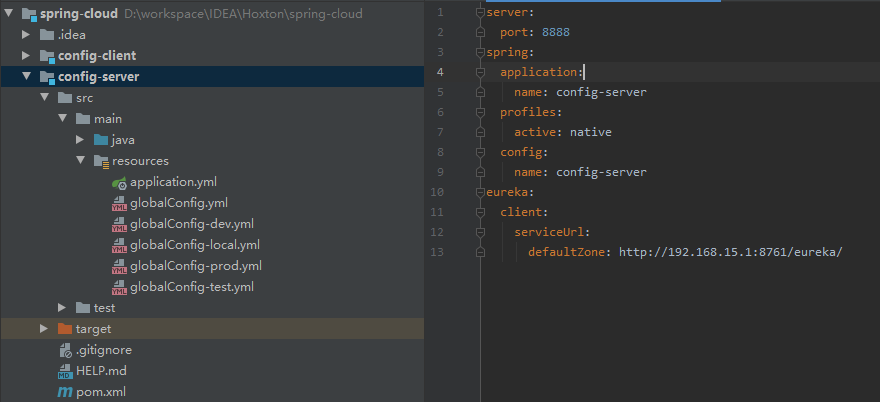 spring-cloud D:\workspace\IDEA\Hoxton\spring-cloud
.idea
config-client
config-server
src
main
java
resources
application.yml
globalConfig.yml
globalConfig-dev.yml
globalConfig-local.yml
globalConfig-prod.yml
globalConfig-test.yml
test
target
.gitignore
HELP.md
pom.xml
1 server:
2 port: 8888
3 spring:
4 application:
5 name: config-server
6 profiles:
7 active: native
8 config:
9 name: config-server
10 eureka:
11 client:
12 serviceUrl:
13 defaultZone: http://192.168.15.1:8761/eureka/